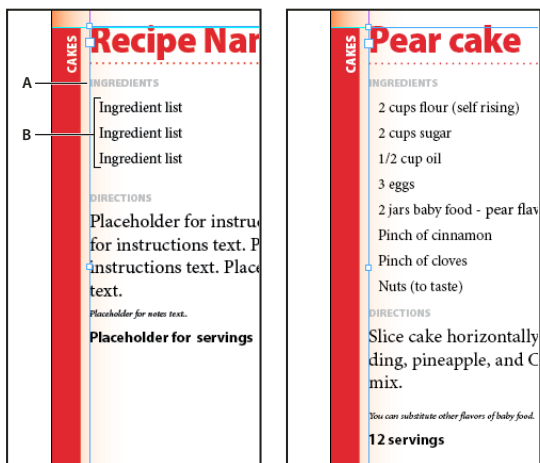 CAKES
Recipe Nar
A
INGREDIENTS
B
Ingredient list
Ingredient list
Ingredient list
DIRECTIONS
Placeholder for instruc
for instructions text. P
instructions text. Place
text.
Placeholder for notes text..
Placeholder for servings
CAKES
Pear cake
INGREDIENTS
2 cups flour (self rising)
2 cups sugar
1/2 cup oil
3 eggs
2 jars baby food - pear flav
Pinch of cinnamon
Pinch of cloves
Nuts (to taste)
DIRECTIONS
Slice cake horizontally
ding, pineapple, and C
mix.
You can substitute other flavors of baby food.
12 servings